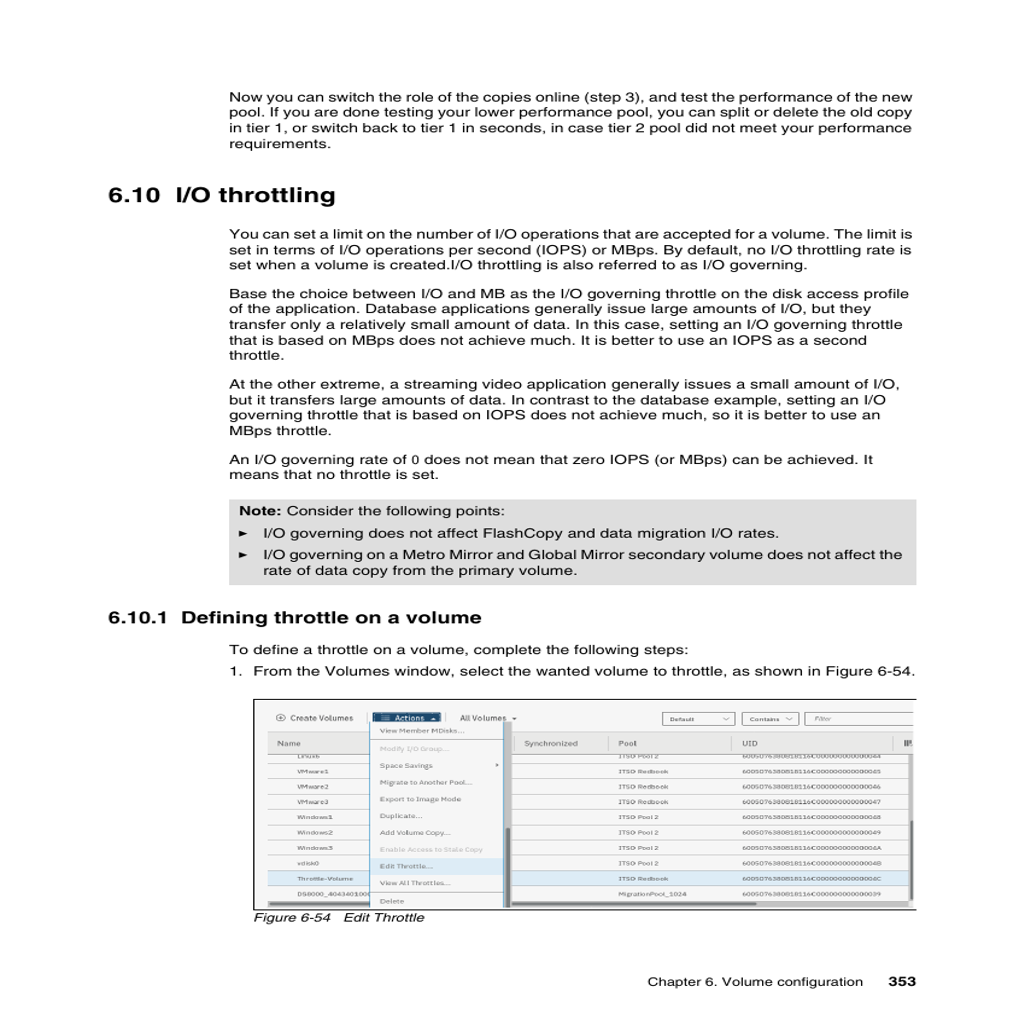 Now you can switch the role of the copies online (step 3), and test the performance of the new
pool. If you are done testing your lower performance pool, you can split or delete the old copy
in tier 1, or switch back to tier 1 in seconds, in case tier 2 pool did not meet your performance
requirements.
6.10 I/O throttling
You can set a limit on the number of I/O operations that are accepted for a volume. The limit is
set in terms of I/O operations per second (IOPS) or MBps. By default, no I/O throttling rate is
set when a volume is created.I/O throttling is also referred to as I/O governing.
Base the choice between I/O and MB as the I/O governing throttle on the disk access profile
of the application. Database applications generally issue large amounts of I/O, but they
transfer only a relatively small amount of data. In this case, setting an I/O governing throttle
that is based on MBps does not achieve much. It is better to use an IOPS as a second
throttle.
At the other extreme, a streaming video application generally issues a small amount of I/O,
but it transfers large amounts of data. In contrast to the database example, setting an I/O
governing throttle that is based on IOPS does not achieve much, so it is better to use an
MBps throttle.
An I/O governing rate of 0 does not mean that zero IOPS (or MBps) can be achieved. It
means that no throttle is set.
Note: Consider the following points:
► I/O governing does not affect FlashCopy and data migration I/O rates.
► I/O governing on a Metro Mirror and Global Mirror secondary volume does not affect the
rate of data copy from the primary volume.
6.10.1 Defining throttle on a volume
To define a throttle on a volume, complete the following steps:
1. From the Volumes window, select the wanted volume to throttle, as shown in Figure 6-54.
Create Volumes Actions All Volumes Default Contains Filter
View Member MDisks...
Name Synchronized Pool UID
Modify I/O Group...
ITSO Pool 2
Space Savings
VMware1 ITSO Redbook
Migrate to Another Pool...
VMware2 ITSO Redbook
Export to Image Mode
VMware3 ITSO Redbook
Duplicate...
Windows1 ITSO Pool 2
Add Volume Copy...
Windows2 ITSO Pool 2
Enable Access to Stale Copy
Windows3 ITSO Pool 2
Edit Throttle...
vdisk0 ITSO Pool 2
View All Throttles...
Throttle-Volume ITSO Redbook
DS8000_ MigrationPool_1024
Delete
Figure 6-54 Edit Throttle
Chapter 6. Volume configuration 353